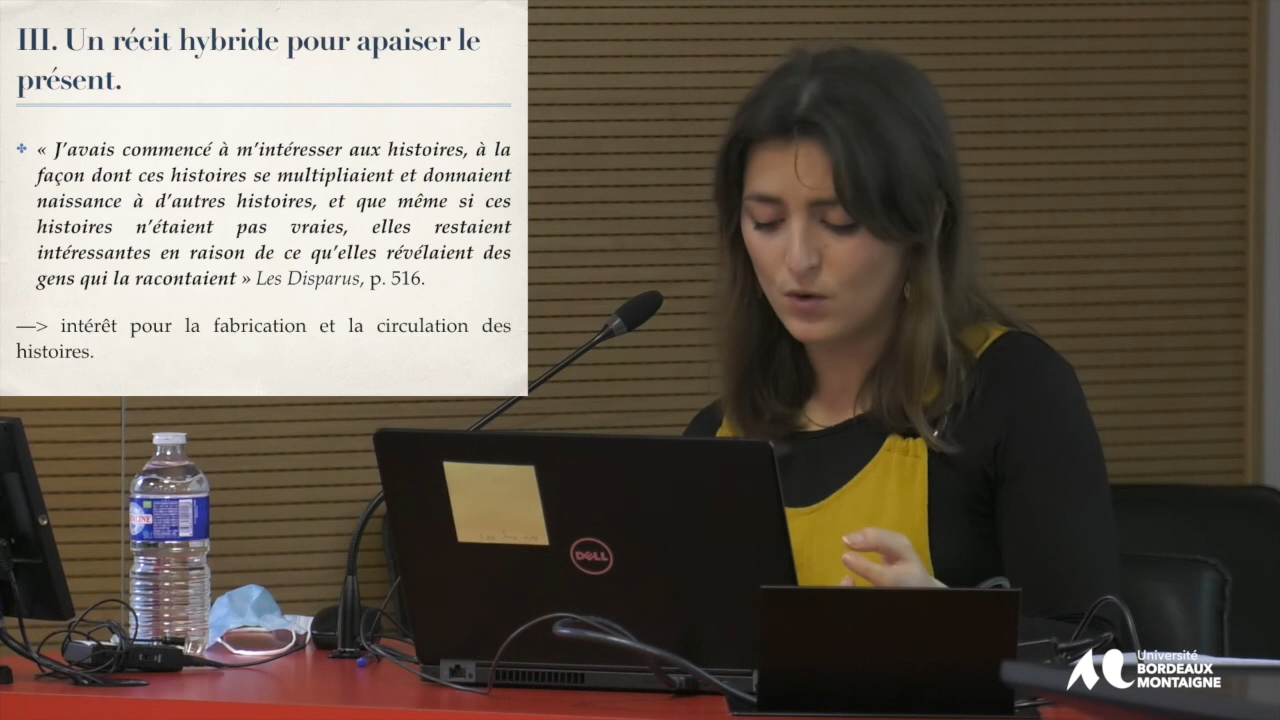 III. Un récit hybride pour apaiser le
présent.
« J'avais commencé à m'intéresser aux histoires, à la
façon dont ces histoires se multipliaient et donnaient
naissance à d'autres histoires, et que même si ces
histoires n'étaient pas vraies, elles restaient
intéressantes en raison de ce qu'elles révélaient des
gens qui la racontaient » Les Disparus, p. 516.
—> intérêt pour la fabrication et la circulation des
histoires.
DELL
Université
BORDEAUX
MONTAIGNE